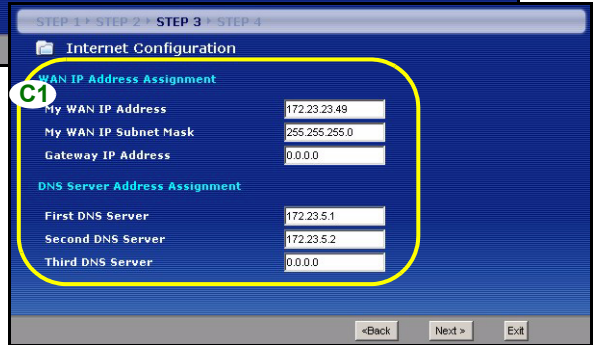 STEP 1 STEP 2 STEP 3 STEP 4
Internet Configuration
WAN IP Address Assignment
C1
My WAN IP Address 172.23.23.49
My WAN IP Subnet Mask 255.255.255.0
Gateway IP Address 0.0.0.0
DNS Server Address Assignment
First DNS Server 172.23.5.1
Second DNS Server 172.23.5.2
Third DNS Server 0.0.0.0
<Back Next > Exit